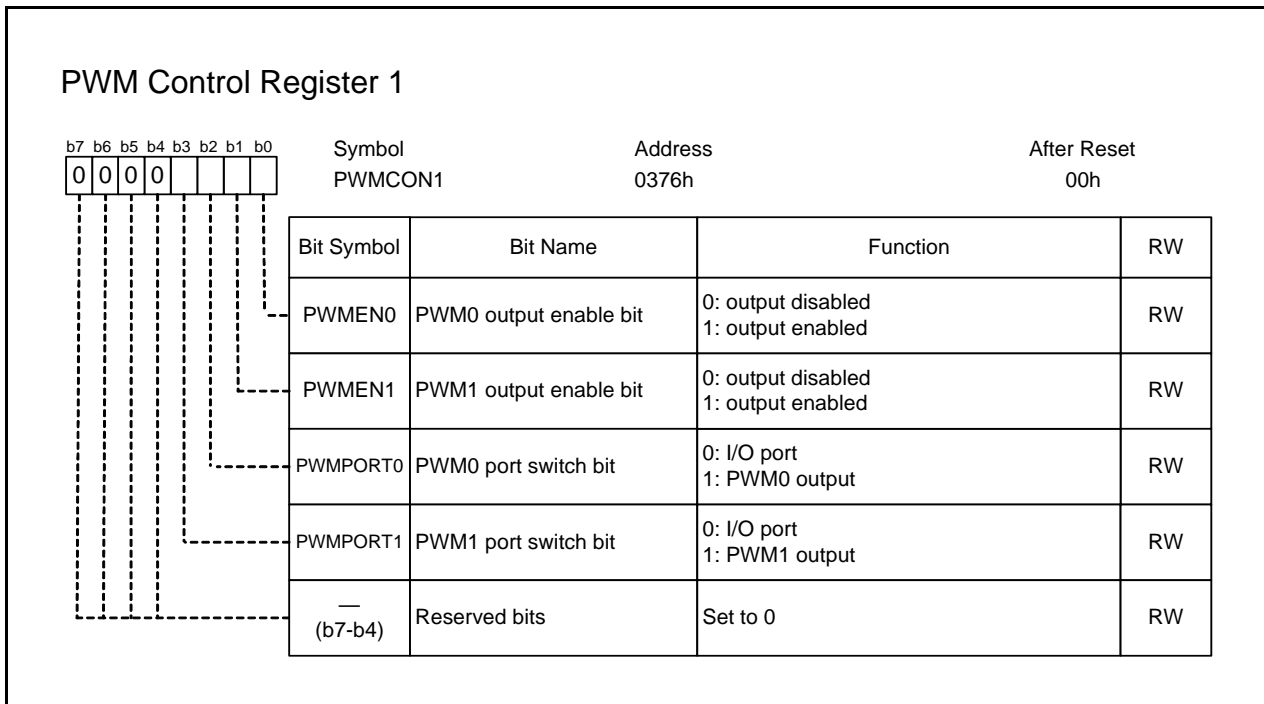 PWM Control Register 1
b7 b6 b5 b4 b3 b2 b1 b0
Symbol Address After Reset
0 0 0 0
PWMCON1 0376h 00h
Bit Symbol Bit Name Function RW
PWMEN0 PWM0 output enable bit 0: output disabled
1: output enabled RW
PWMEN1 PWM1 output enable bit 0: output disabled
1: output enabled RW
PWMPORT0 PWM0 port switch bit 0: I/O port
1: PWM0 output RW
PWMPORT1 PWM1 port switch bit 0: I/O port
1: PWM1 output RW
—
(b7-b4) Reserved bits Set to 0 RW